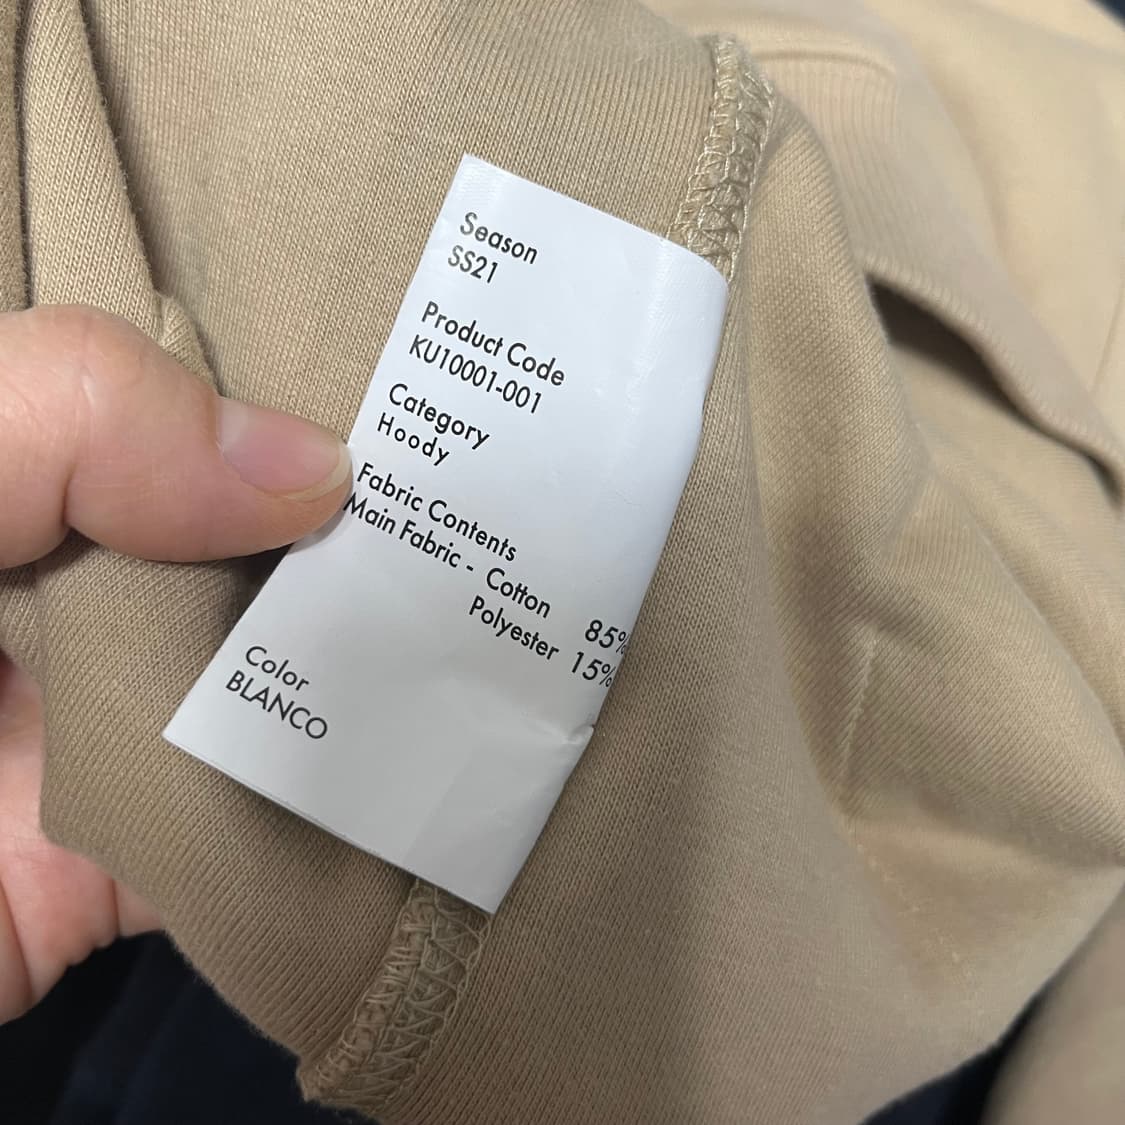 Season
SS21
Product Code
KU10001-001
Category
Hoody
Fabric Contents
Main Fabric - Cotton 85%
Polyester 15%
Color
BLANCO